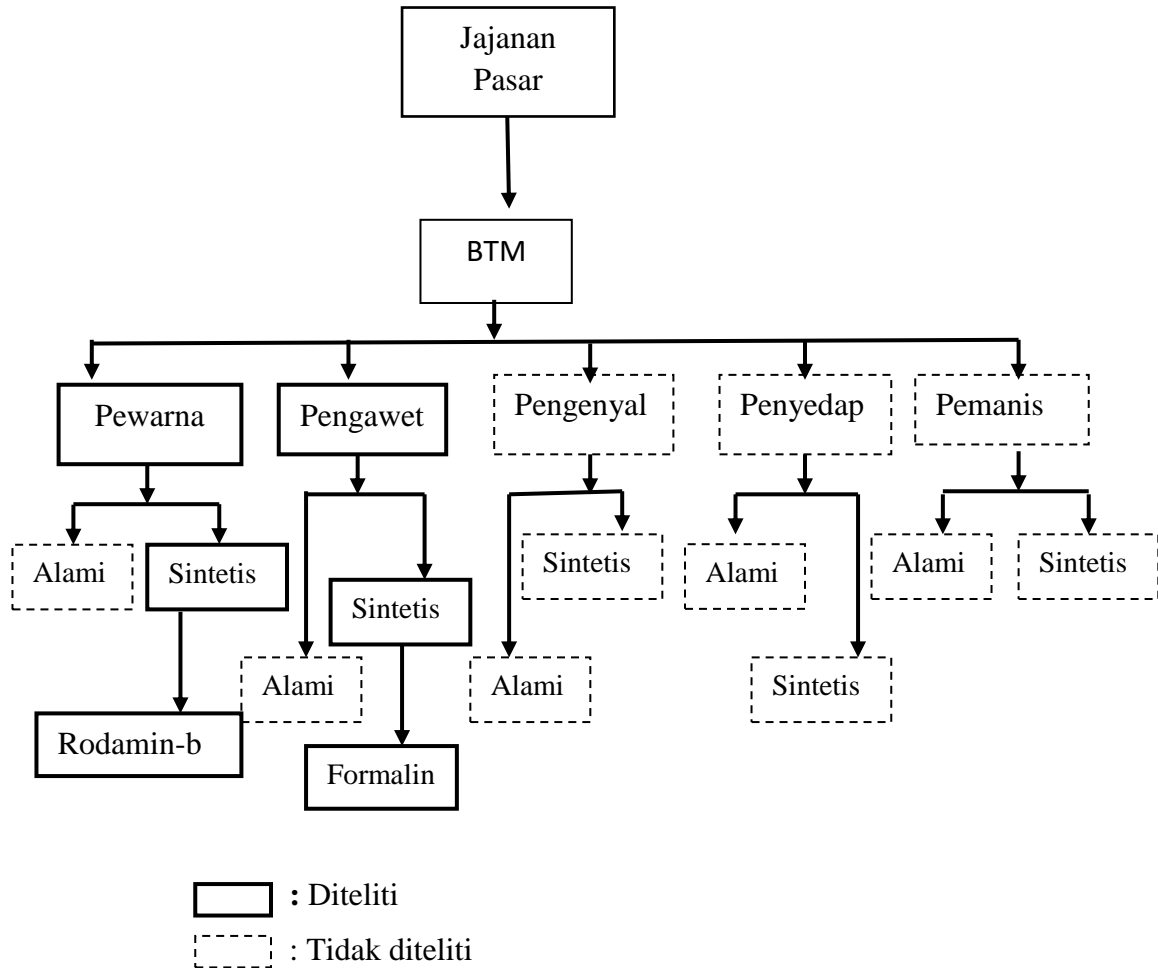 Jajanan
Pasar
BTM
Pewarna
Pengawet
Pengenyal
Penyedap
Pemanis
Alami
Sintetis
Sintetis
Alami
Sintetis
Alami
Alami
Sintetis
Alami
Sintetis
Rodamin-b
Formalin
: Diteliti
: Tidak diteliti